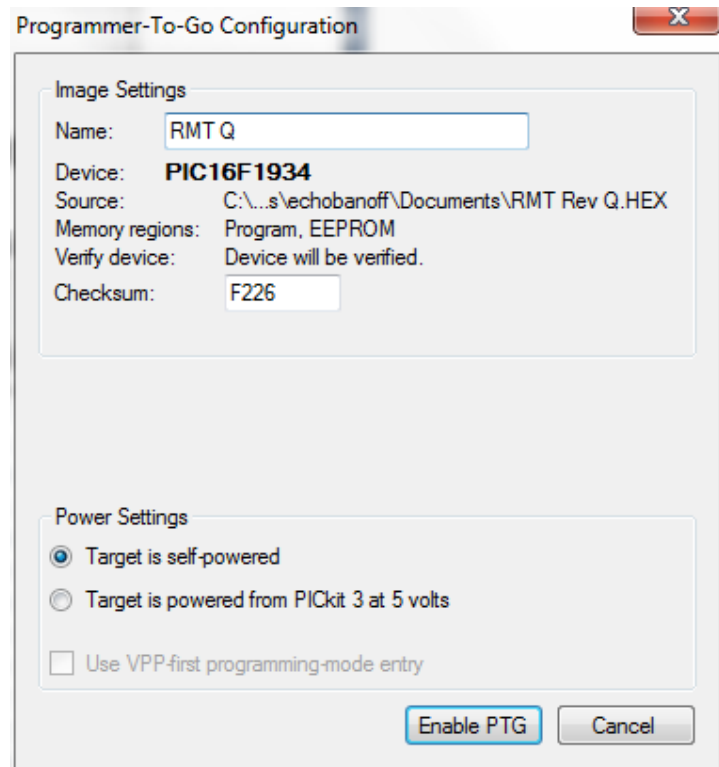 Programmer-To-Go Configuration
x
Image Settings
Name: RMT Q
Device: PIC16F1934
Source: C:\...s\echobanoff\Documents\RMT Rev Q.HEX
Memory regions: Program, EEPROM
Verify device: Device will be verified.
Checksum: F226
Power Settings
Target is self-powered
Target is powered from PICkit 3 at 5 volts
Use VPP-first programming-mode entry
Enable PTG Cancel